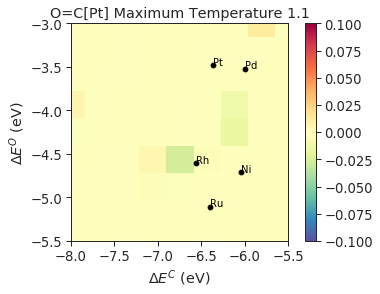 O=C[Pt] Maximum Temperature 1.1
−3.0
−3.5
−4.0
−4.5
−5.0
−5.5
ΔE^O (eV)
Pt
Pd
Rh
Ni
Ru
−8.0 −7.5 −7.0 −6.5 −6.0 −5.5
ΔE^C (eV)
0.100
0.075
0.050
0.025
0.000
−0.025
−0.050
−0.075
−0.100